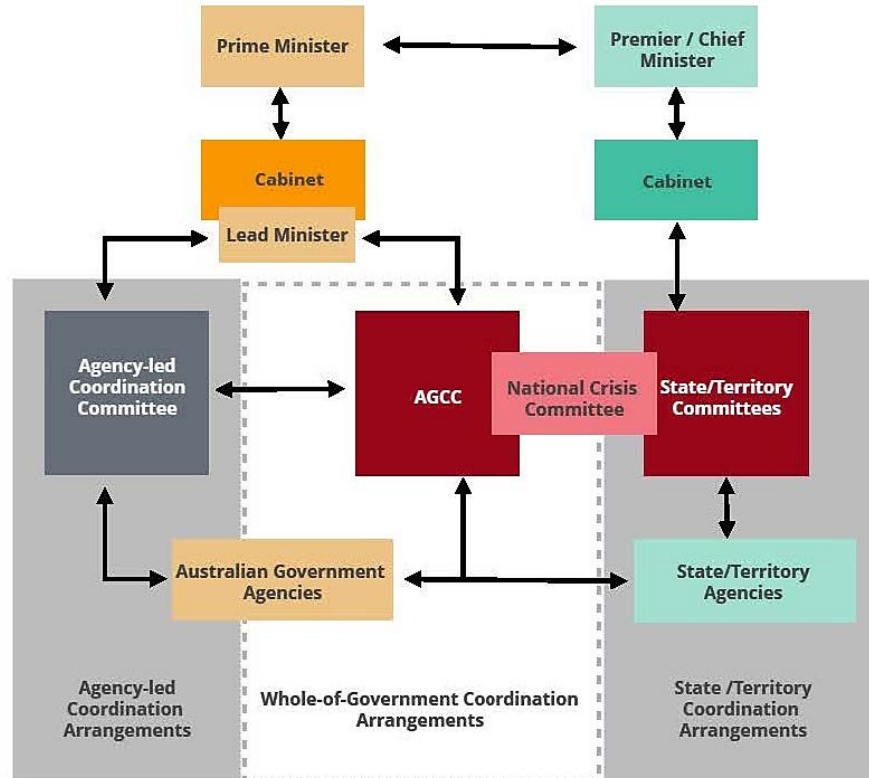 Prime Minister
Premier / Chief
Minister
Cabinet
Cabinet
Lead Minister
Agency-led
Coordination
Committee
AGCC
National Crisis
Committee
State/Territory
Committees
Australian Government
Agencies
State/Territory
Agencies
Agency-led
Coordination
Arrangements
Whole-of-Government Coordination
Arrangements
State /Territory
Coordination
Arrangements